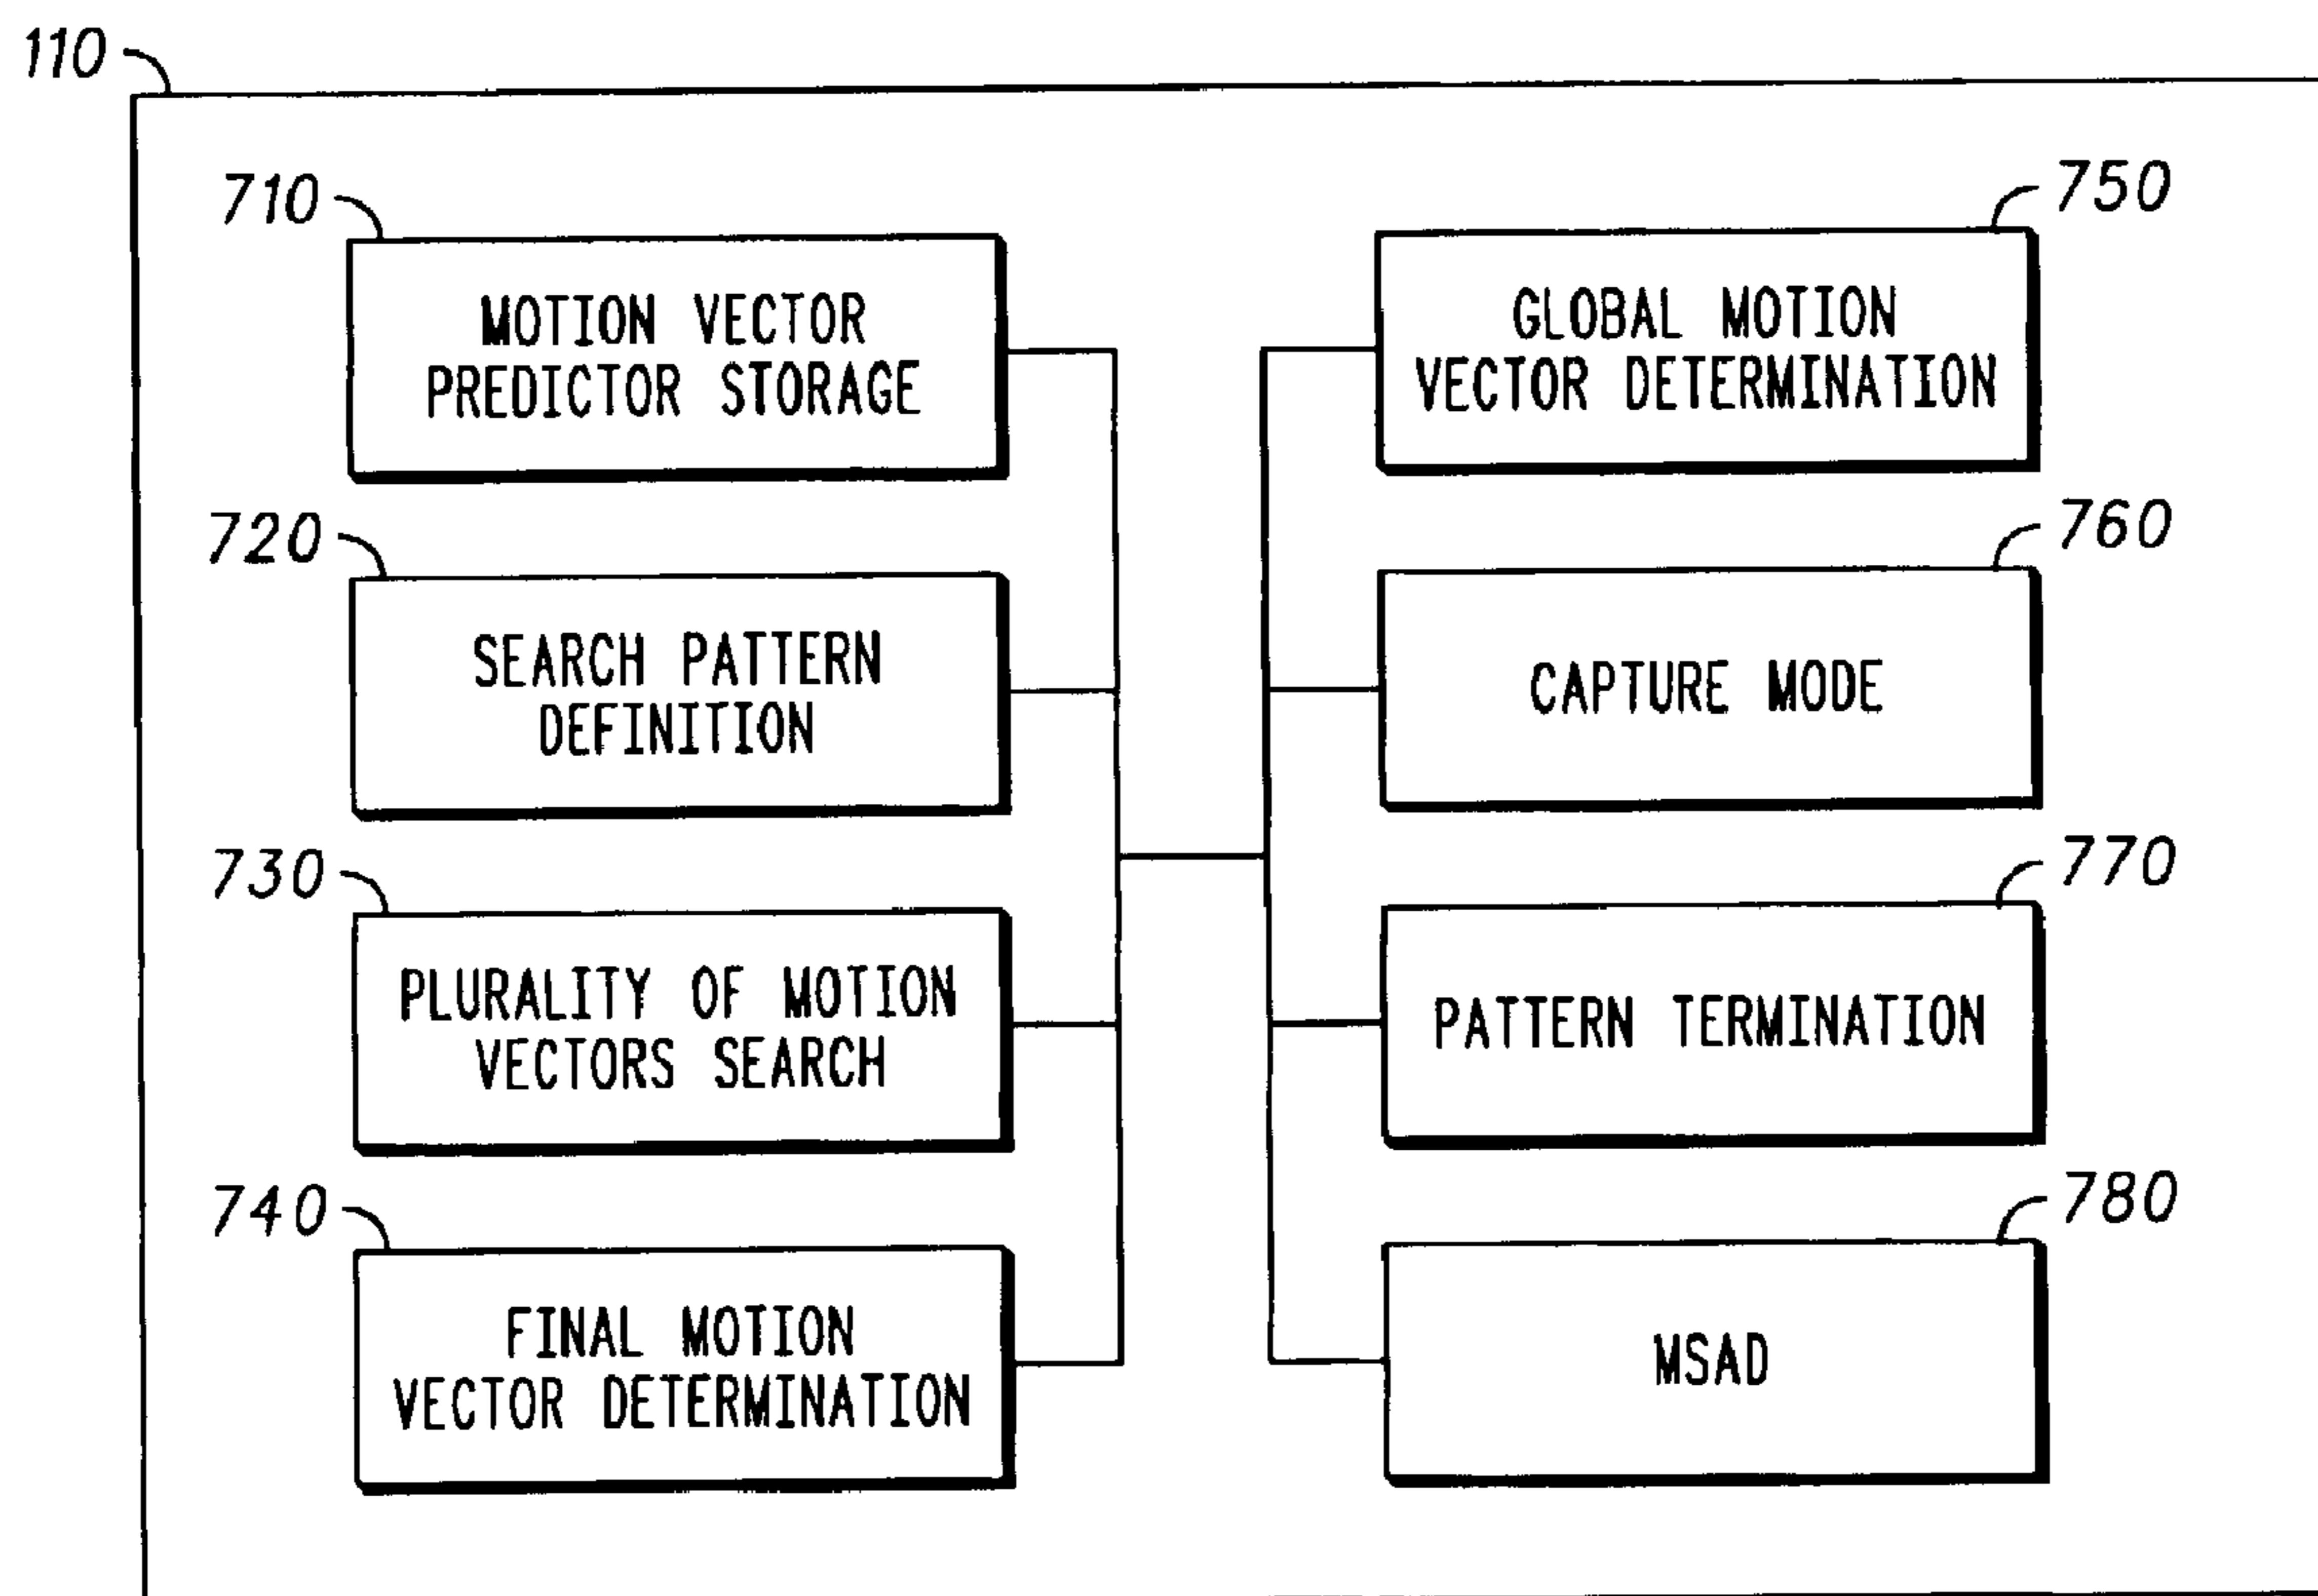 110
710
MOTION VECTOR
PREDICTOR STORAGE
720
SEARCH PATTERN
DEFINITION
730
PLURALITY OF MOTION
VECTORS SEARCH
740
FINAL MOTION
VECTOR DETERMINATION
750
GLOBAL MOTION
VECTOR DETERMINATION
760
CAPTURE MODE
770
PATTERN TERMINATION
780
MSAD